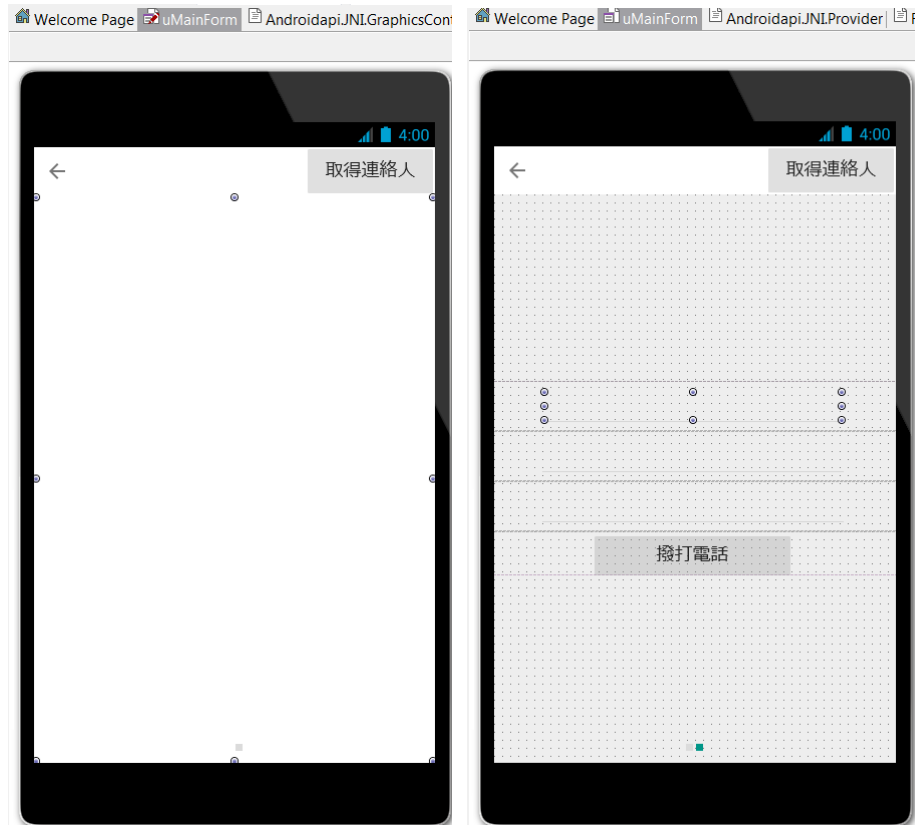 Welcome Page uMainForm Androidapi.JNI.GraphicsCont
4:00
取得連絡人
Welcome Page uMainForm Androidapi.JNI.Provider
4:00
取得連絡人
撥打電話